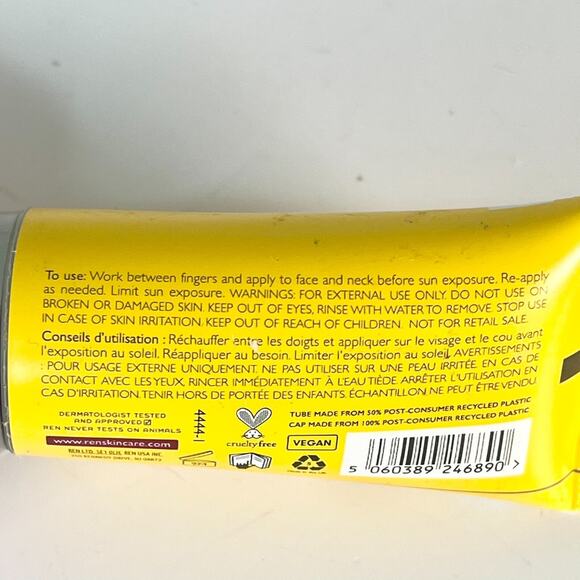 To use: Work between fingers and apply to face and neck before sun exposure. Re-apply
as needed. Limit sun exposure. WARNINGS: FOR EXTERNAL USE ONLY. DO NOT USE ON
BROKEN OR DAMAGED SKIN. KEEP OUT OF EYES, RINSE WITH WATER TO REMOVE. STOP USE
IN CASE OF SKIN IRRITATION. KEEP OUT OF REACH OF CHILDREN. NOT FOR RETAIL SALE.
Conseils d'utilisation : Réchauffer entre les doigts et appliquer sur le visage et le cou avant
l'exposition au soleil. Réappliquer au besoin. Limiter l'exposition au soleil. AVERTISSEMENTS
: POUR USAGE EXTERNE UNIQUEMENT. NE PAS UTILISER SUR UNE PEAU IRRITÉE. EN CAS DE
CONTACT AVEC LES YEUX, RINCER IMMÉDIATEMENT À L'EAU TIÈDE ARRÊTER L'UTILISATION EN
CAS D'IRRITATION. TENIR HORS DE PORTÉE DES ENFANTS. ÉCHANTILLON NE PEUT ÊTRE VENDU.
DERMATOLOGIST TESTED
AND APPROVED
REN NEVER TESTS ON ANIMALS
www.renskincare.com
REN LTD, SE1 0LH. REN USA INC.
4444-1
crueltyfree
VEGAN
TUBE MADE FROM 50% POST-CONSUMER RECYCLED PLASTIC
CAP MADE FROM 100% POST-CONSUMER RECYCLED PLASTIC
5 060389 246890 >